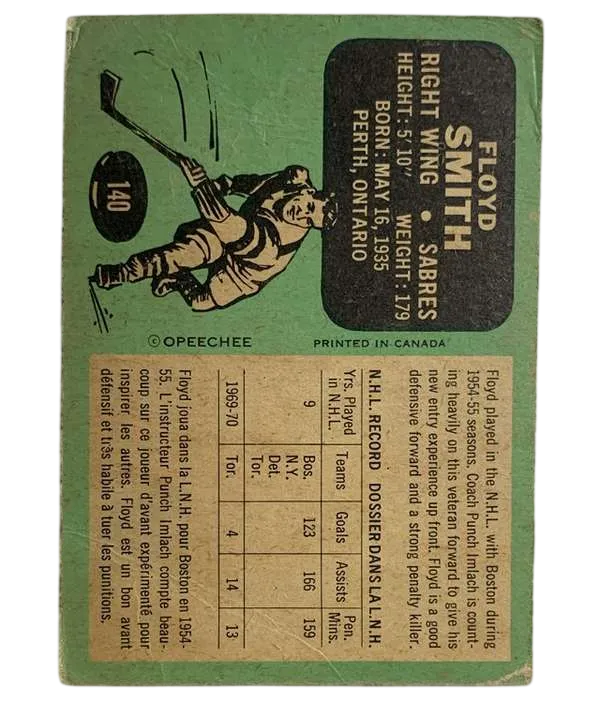 FLOYD
SMITH
RIGHT WING • SABRES
HEIGHT: 5'10" WEIGHT: 179
BORN: MAY 16, 1935
PERTH, ONTARIO
140
© OPEECHEE
PRINTED IN CANADA
Floyd played in the N.H.L. with Boston during
1954-55 seasons. Coach Punch Imlach is count-
ing heavily on this veteran forward to give his
new entry experience up front. Floyd is a good
defensive forward and a strong penalty killer.
N.H.L. RECORD DOSSIER DANS LA L.N.H.
Yrs. Played in N.H.L. Teams Goals Assists Pen. Mins.
9 Bos. 123 166 159
N.Y.
Det.
Tor.
1969-70 Tor. 4 14 13
Floyd joua dans la L.N.H. pour Boston en 1954-
55. L'instructeur Punch Imlach compte beau-
coup sur ce joueur d'avant expérimenté pour
inspirer les autres. Floyd est un bon avant
défensif et tr3s habile à tuer les punitions.